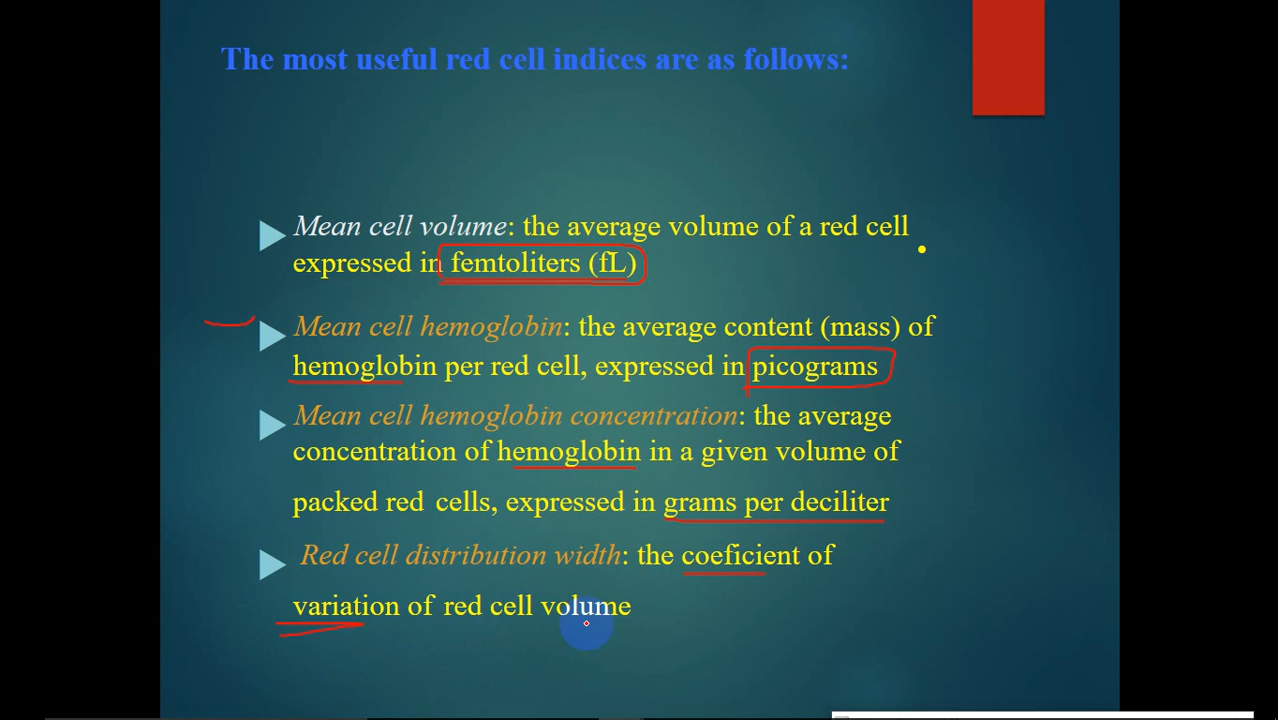 The most useful red cell indices are as follows:
Mean cell volume: the average volume of a red cell
expressed in femtoliters (fL)
Mean cell hemoglobin: the average content (mass) of
hemoglobin per red cell, expressed in picograms
Mean cell hemoglobin concentration: the average
concentration of hemoglobin in a given volume of
packed red cells, expressed in grams per deciliter
Red cell distribution width: the coeficient of
variation of red cell volume